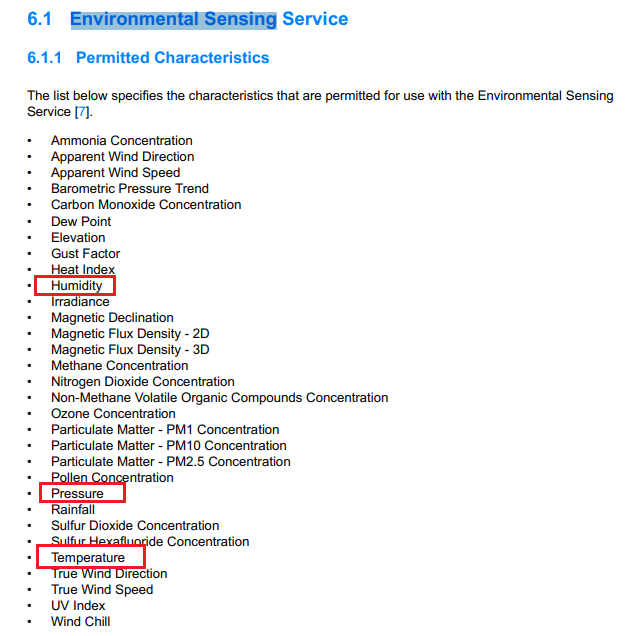 6.1 Environmental Sensing Service
6.1.1 Permitted Characteristics
The list below specifies the characteristics that are permitted for use with the Environmental Sensing
Service [7].
• Ammonia Concentration
• Apparent Wind Direction
• Apparent Wind Speed
• Barometric Pressure Trend
• Carbon Monoxide Concentration
• Dew Point
• Elevation
• Gust Factor
• Heat Index
• Humidity
• Irradiance
• Magnetic Declination
• Magnetic Flux Density - 2D
• Magnetic Flux Density - 3D
• Methane Concentration
• Nitrogen Dioxide Concentration
• Non-Methane Volatile Organic Compounds Concentration
• Ozone Concentration
• Particulate Matter - PM1 Concentration
• Particulate Matter - PM10 Concentration
• Particulate Matter - PM2.5 Concentration
• Pollen Concentration
• Pressure
• Rainfall
• Sulfur Dioxide Concentration
• Sulfur Hexafluoride Concentration
• Temperature
• True Wind Direction
• True Wind Speed
• UV Index
• Wind Chill